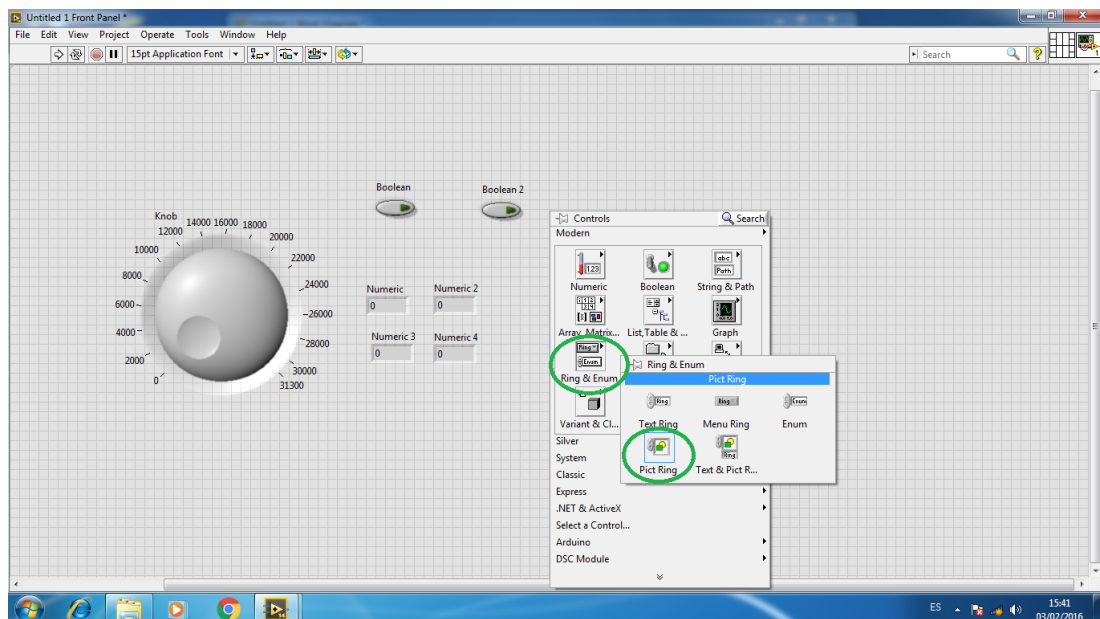 Untitled 1 Front Panel *
File Edit View Project Operate Tools Window Help
15pt Application Font
Search
Boolean
Boolean 2
Knob
0
2000
4000
6000
8000
10000
12000
14000
16000
18000
20000
22000
24000
26000
28000
30000
31300
Numeric
0
Numeric 2
0
Numeric 3
0
Numeric 4
0
Controls
Search
Modern
123
abc
Path
Numeric
Boolean
String & Path
Array, Matrix...
List, Table & ...
Graph
Ring
Enum
Ring & Enum
Variant & Cl...
Silver
System
Classic
Express
.NET & ActiveX
Select a Control...
Arduino
DSC Module
Ring & Enum
Pict Ring
Ring
Ring
Enum
Text Ring
Menu Ring
Enum
Ring
Pict Ring
Text & Pict R...
ES
15:41
03/02/2016